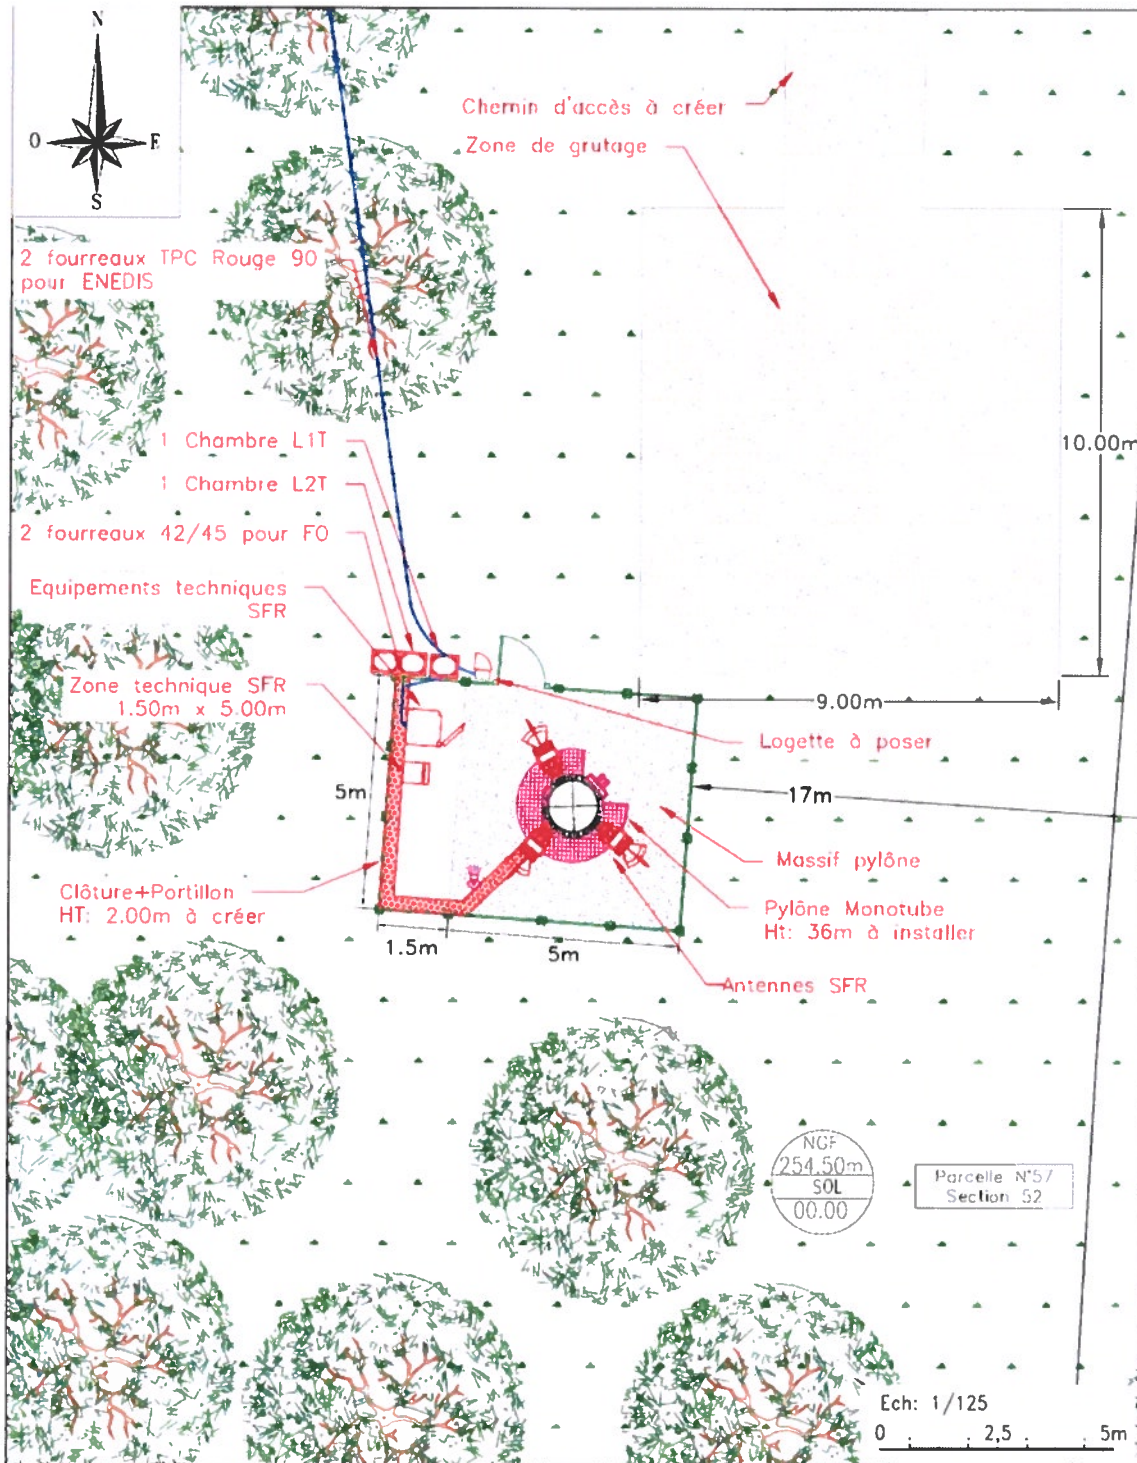 N
O
E
S
Chemin d'accès à créer
Zone de grutage
2 fourreaux TPC Rouge 90
pour ENEDIS
10.00m
1 Chambre L1T
1 Chambre L2T
2 fourreaux 42/45 pour FO
Equipements techniques
SFR
Zone technique SFR
1.50m x 5.00m
9.00m
Logette à poser
5m
17m
Massif pylône
Clôture+Portillon
HT: 2.00m à créer
Pylône Monotube
Ht: 36m à installer
1.5m
5m
Antennes SFR
NGF
254.50m
SOL
00.00
Parcelle N°57
Section 52
Ech: 1/125
0 2,5 5m